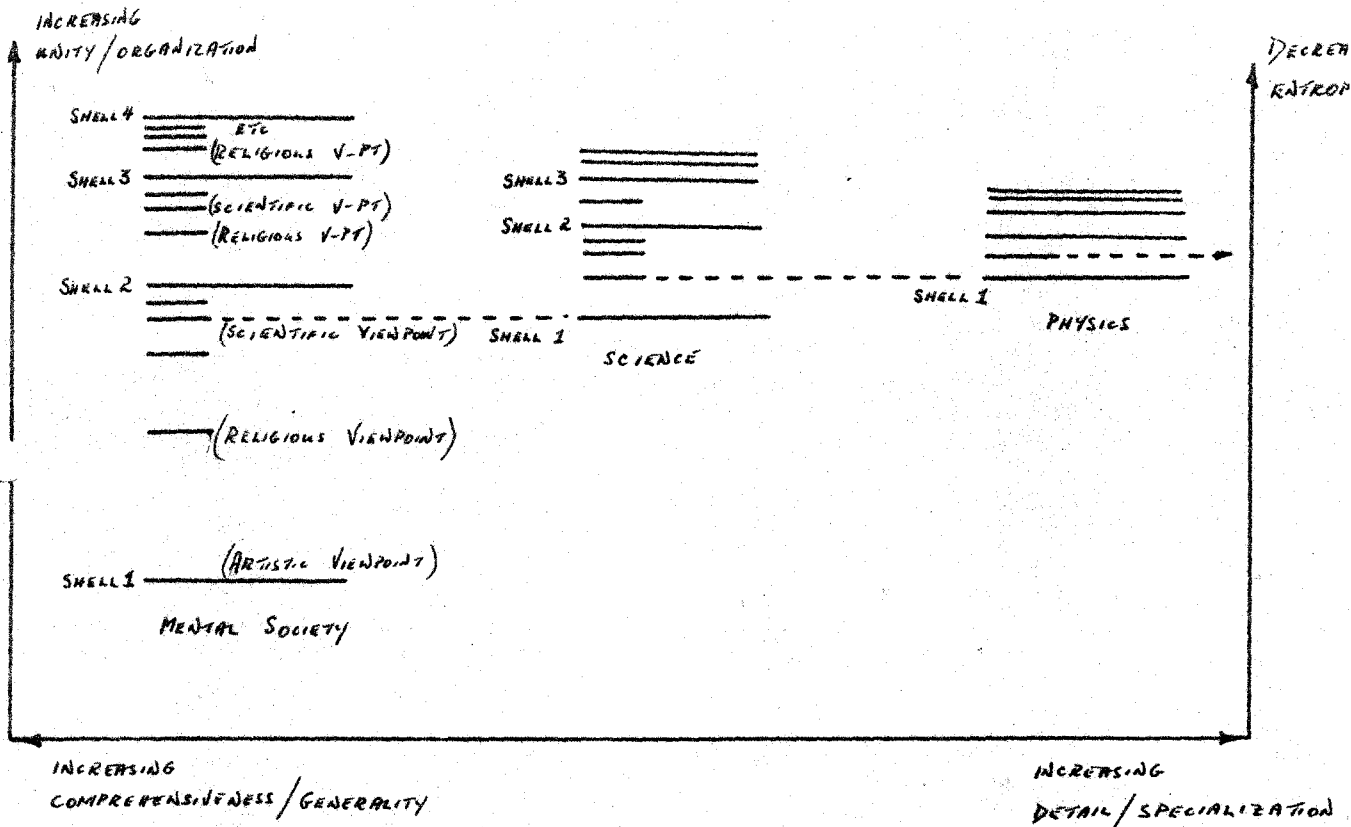 INCREASING
UNITY/ORGANIZATION
DECREA
ENTROP
SHELL 4
ETC
(RELIGIOUS V-PT)
SHELL 3
(SCIENTIFIC V-PT)
(RELIGIOUS V-PT)
SHELL 2
(SCIENTIFIC VIEWPOINT)
(RELIGIOUS VIEWPOINT)
(ARTISTIC VIEWPOINT)
SHELL 1
MENTAL SOCIETY
SHELL 3
SHELL 2
SHELL 1
SCIENCE
SHELL 1
PHYSICS
INCREASING
COMPREHENSIVENESS/GENERALITY
INCREASING
DETAIL/SPECIALIZATION